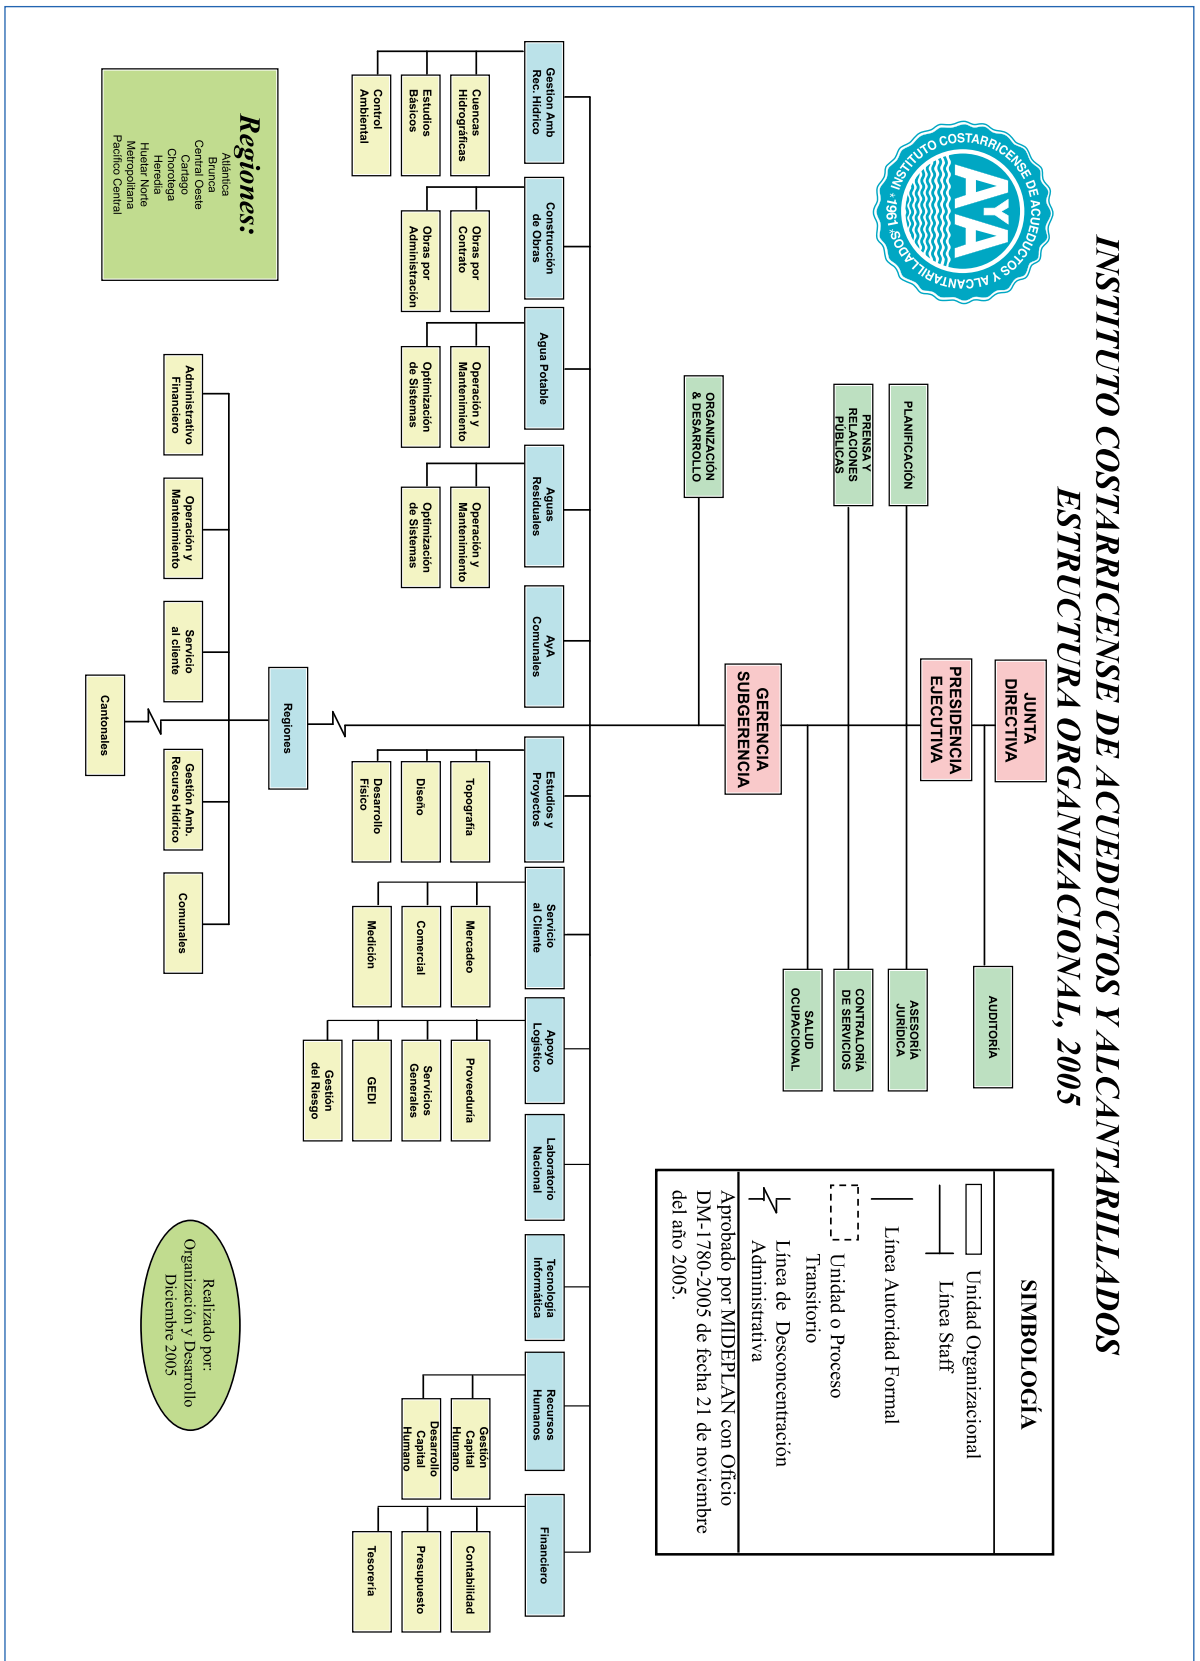 INSTITUTO COSTARRICENSE DE ACUEDUCTOS Y ALCANTARILLADOS
ESTRUCTURA ORGANIZACIONAL, 2005
INSTITUTO COSTARRICENSE DE ACUEDUCTOS Y ALCANTARILLADOS
* 1961 *
AYA
JUNTA
DIRECTIVA
AUDITORÍA
PRESIDENCIA
EJECUTIVA
PLANIFICACIÓN
ASESORÍA
JURÍDICA
PRENSA Y
RELACIONES
PÚBLICAS
CONTRALORÍA
DE SERVICIOS
SALUD
OCUPACIONAL
GERENCIA
SUBGERENCIA
ORGANIZACIÓN
& DESARROLLO
SIMBOLOGÍA
Unidad Organizacional
Línea Staff
Línea Autoridad Formal
Unidad o Proceso
Transitorio
Línea de Desconcentración
Administrativa
Aprobado por MIDEPLAN con Oficio
DM-1780-2005 de fecha 21 de noviembre
del año 2005.
Gestion Amb
Rec. Hídrico
Cuencas
Hidrográficas
Estudios
Básicos
Control
Ambiental
Construcción
de Obras
Obras por
Contrato
Obras por
Administración
Agua Potable
Operación y
Mantenimiento
Optimización
de Sistemas
Aguas
Residuales
Operación y
Mantenimiento
Optimización
de Sistemas
AyA
Comunales
Estudios y
Proyectos
Topografía
Diseño
Desarrollo
Físico
Servicio
al Cliente
Mercadeo
Comercial
Medición
Apoyo
Logístico
Proveeduría
Servicios
Generales
GEDI
Gestión
del Riesgo
Laboratorio
Nacional
Tecnología
Informática
Recursos
Humanos
Gestión
Capital
Humano
Desarrollo
Capital
Humano
Financiero
Contabilidad
Presupuesto
Tesorería
Regiones
Administrativo
Financiero
Operación y
Mantenimiento
Servicio
al cliente
Gestión Amb.
Recurso Hídrico
Comunales
Cantonales
Regiones:
Atlántica
Brunca
Central Oeste
Cartago
Chorotega
Heredia
Huetar Norte
Metropolitana
Pacífico Central
Realizado por:
Organización y Desarrollo
Diciembre 2005